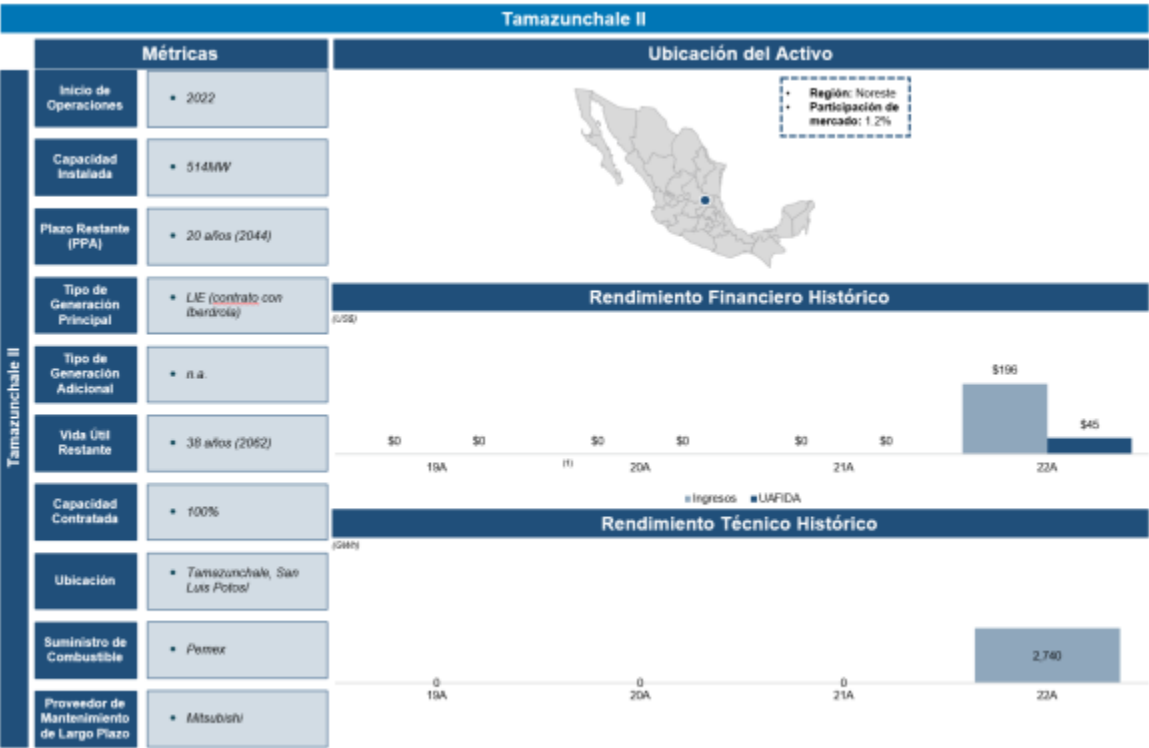 Tamazunchale II
Métricas
Ubicación del Activo
Tamazunchale II
Inicio de
Operaciones
• 2022
Capacidad
Instalada
• 514MW
Plazo Restante
(PPA)
• 20 años (2044)
Tipo de
Generación
Principal
• LIE (contrato con
Iberdrola)
Tipo de
Generación
Adicional
• n.a.
Vida Útil
Restante
• 38 años (2062)
Capacidad
Contratada
• 100%
Ubicación
• Tamazunchale, San
Luis Potosí
Suministro de
Combustible
• Pemex
Proveedor de
Mantenimiento
de Largo Plazo
• Mitsubishi
• Región: Noreste
• Participación de
mercado: 1.2%
Rendimiento Financiero Histórico
(US$)
$0 $0 $0 $0 $0 $0 $196 $45
19A (1) 20A 21A 22A
Ingresos UAFIDA
Rendimiento Técnico Histórico
(GWh)
0 0 0 2,740
19A 20A 21A 22A